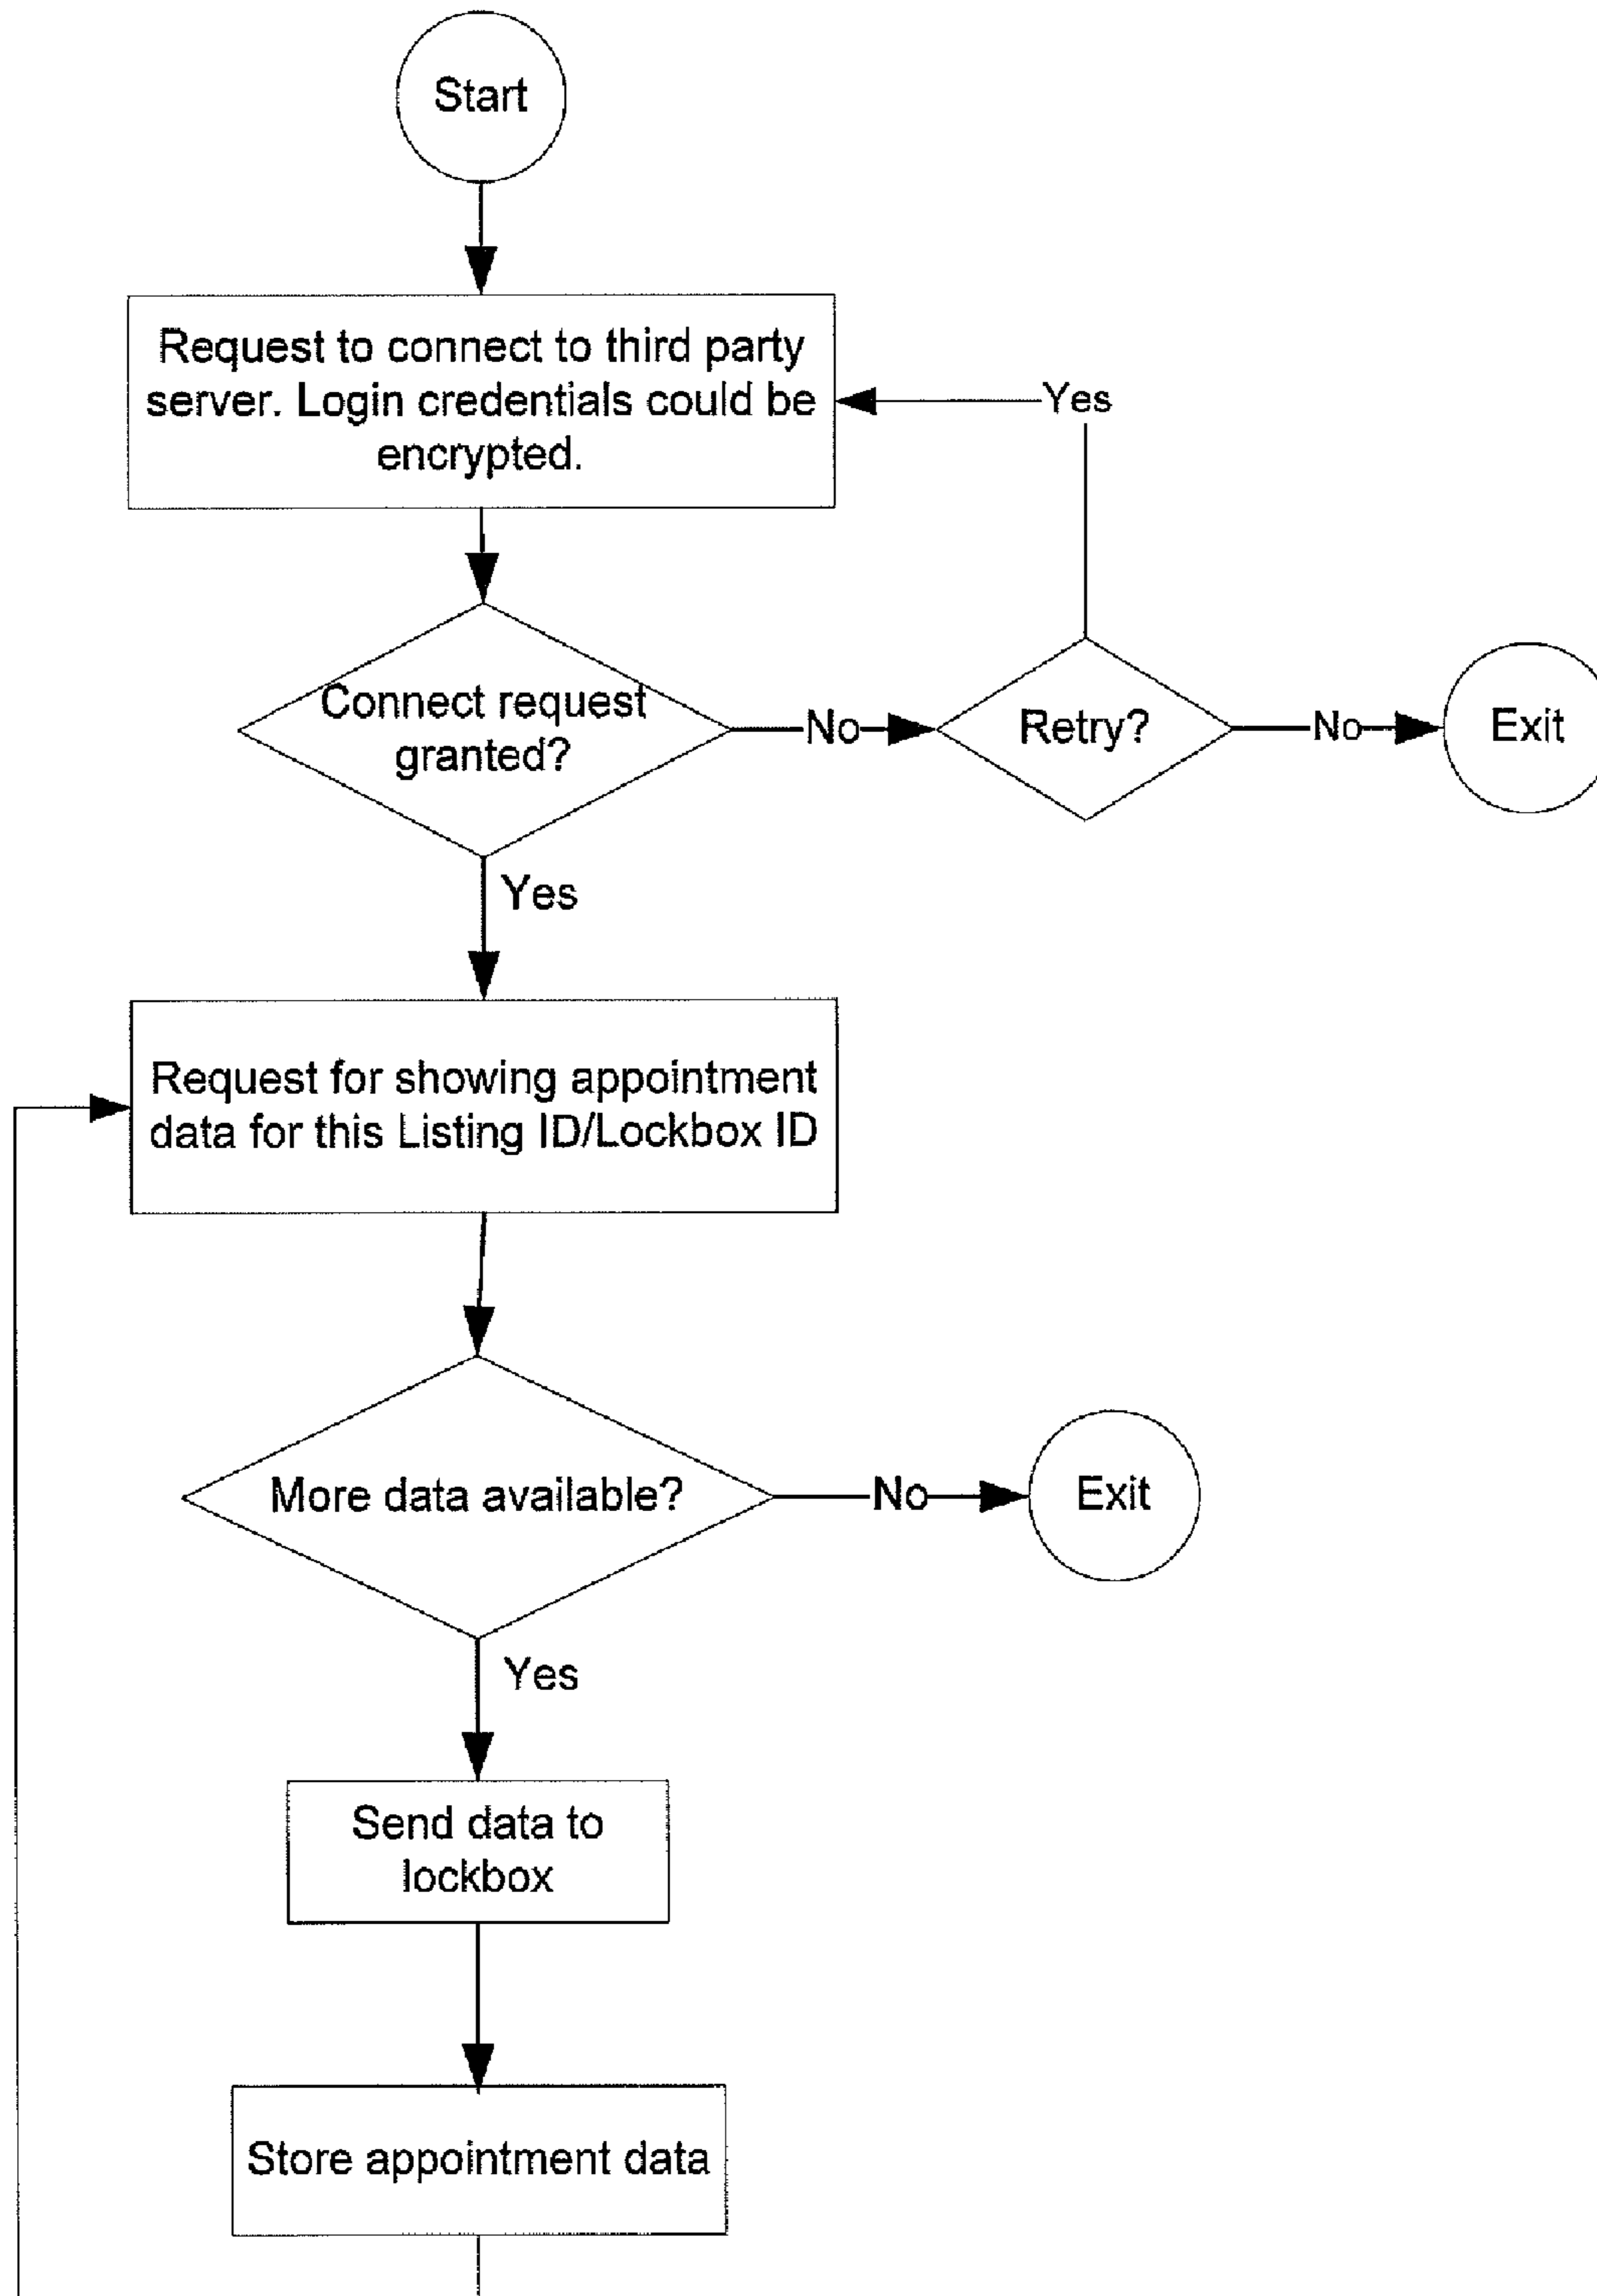 Start
Request to connect to third party
server. Login credentials could be
encrypted.
Yes
Connect request
granted?
No
Retry?
No
Exit
Yes
Request for showing appointment
data for this Listing ID/Lockbox ID
More data available?
No
Exit
Yes
Send data to
lockbox
Store appointment data